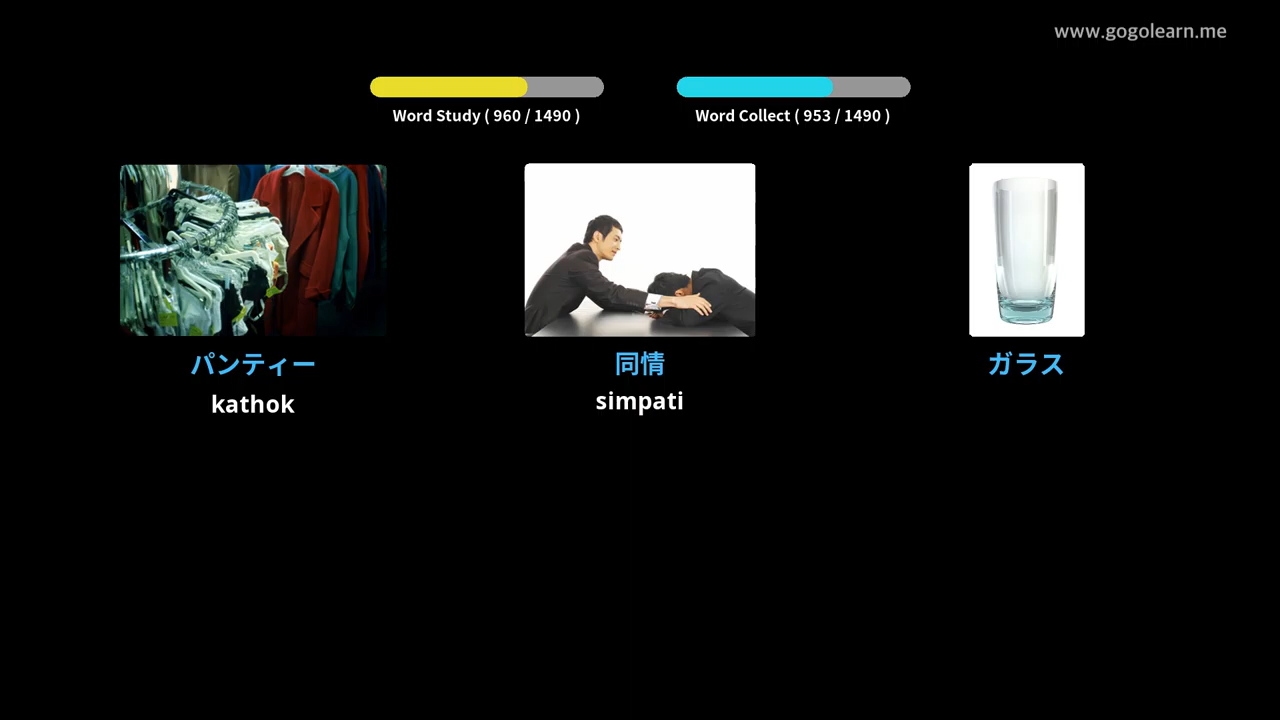 www.gogolearn.me
Word Study ( 960 / 1490 )
Word Collect ( 953 / 1490 )
パンティー
kathok
同情
simpati
ガラス